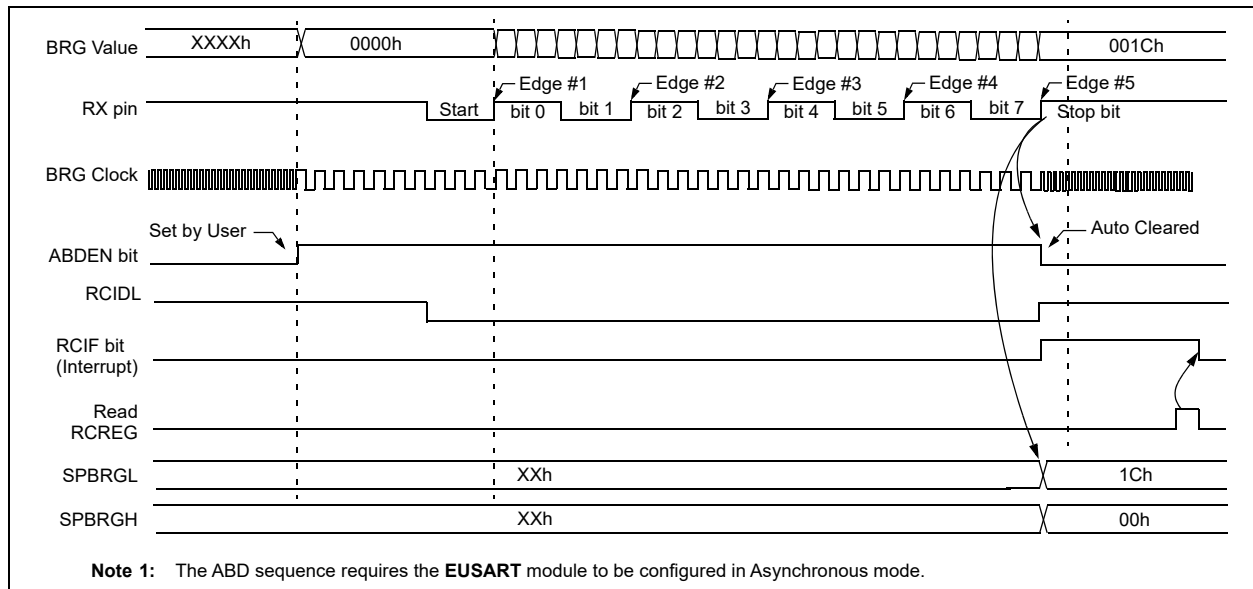 BRG Value XXXXh 0000h 001Ch
Edge #1 Edge #2 Edge #3 Edge #4 Edge #5
RX pin Start bit 0 bit 1 bit 2 bit 3 bit 4 bit 5 bit 6 bit 7 Stop bit
BRG Clock
Set by User Auto Cleared
ABDEN bit
RCIDL
RCIF bit
(Interrupt)
Read
RCREG
SPBRGL XXh 1Ch
SPBRGH XXh 00h
Note 1: The ABD sequence requires the EUSART module to be configured in Asynchronous mode.